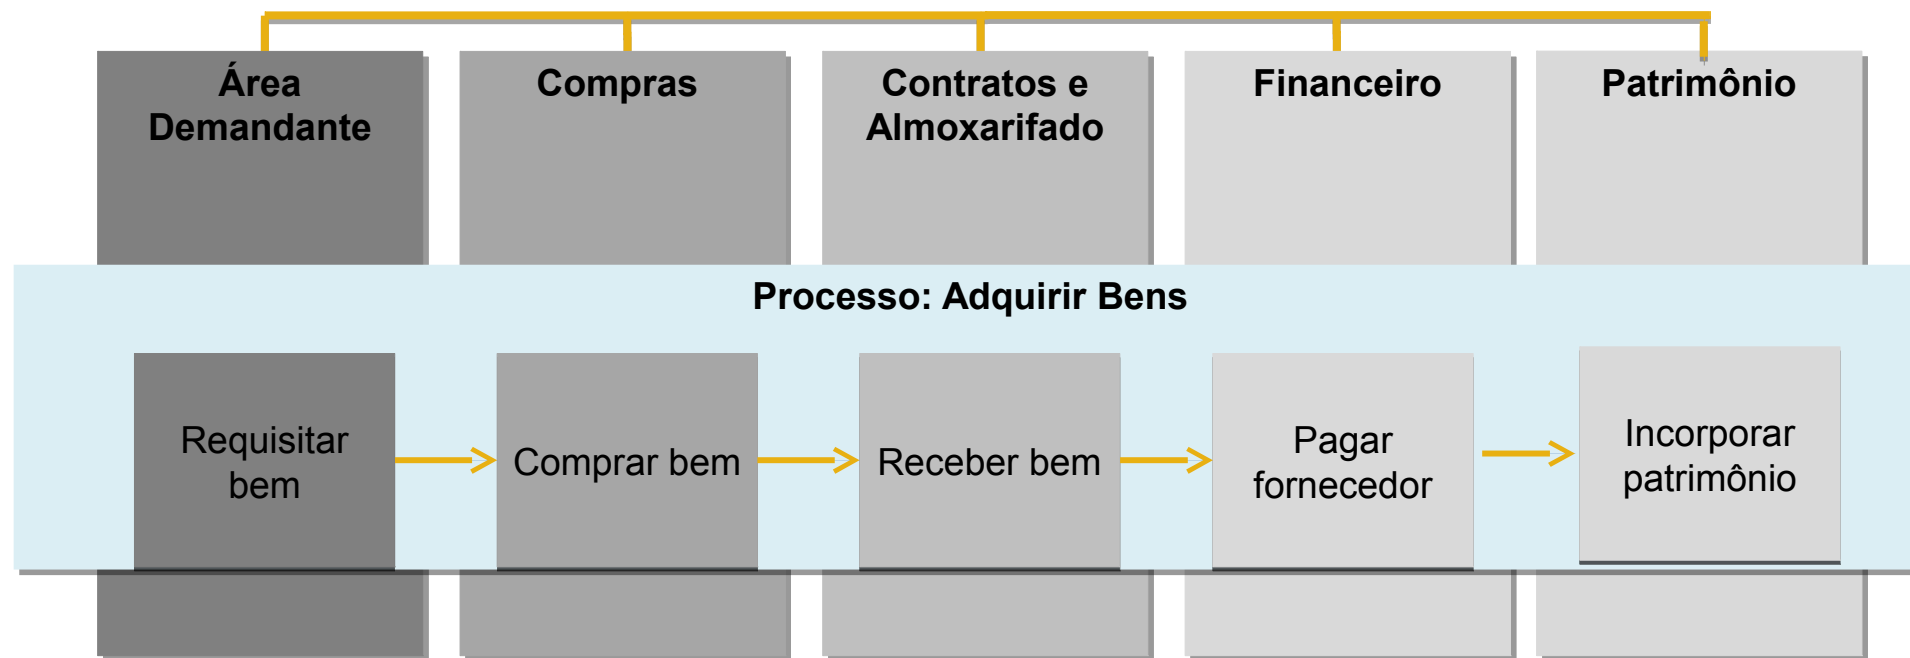 Área
Demandante
Compras
Contratos e
Almoxarifado
Financeiro
Patrimônio
Processo: Adquirir Bens
Requisitar
bem
Comprar bem
Receber bem
Pagar
fornecedor
Incorporar
patrimônio